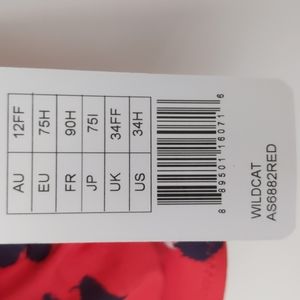 AU 12FF
EU 75H
FR 90H
JP 75I
UK 34FF
US 34H
8 89501 16071 6
WILDCAT
AS6882RED